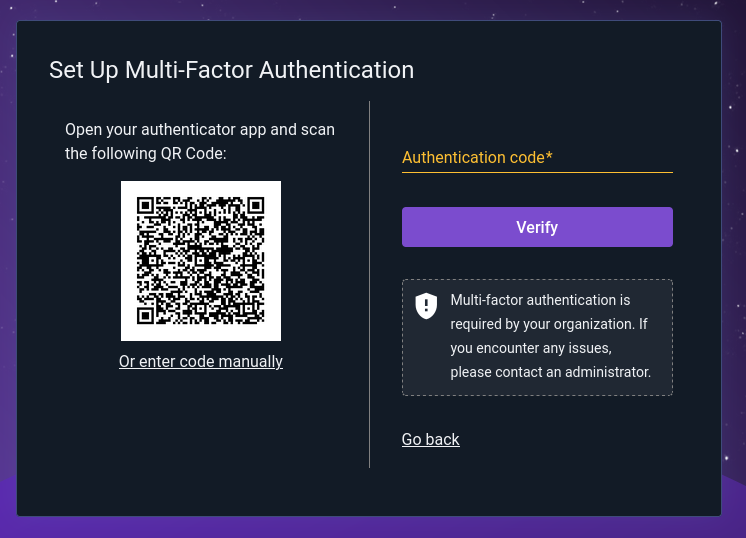 Set Up Multi-Factor Authentication
Open your authenticator app and scan
the following QR Code:
Or enter code manually
Authentication code*
Verify
Multi-factor authentication is
required by your organization. If
you encounter any issues,
please contact an administrator.
Go back